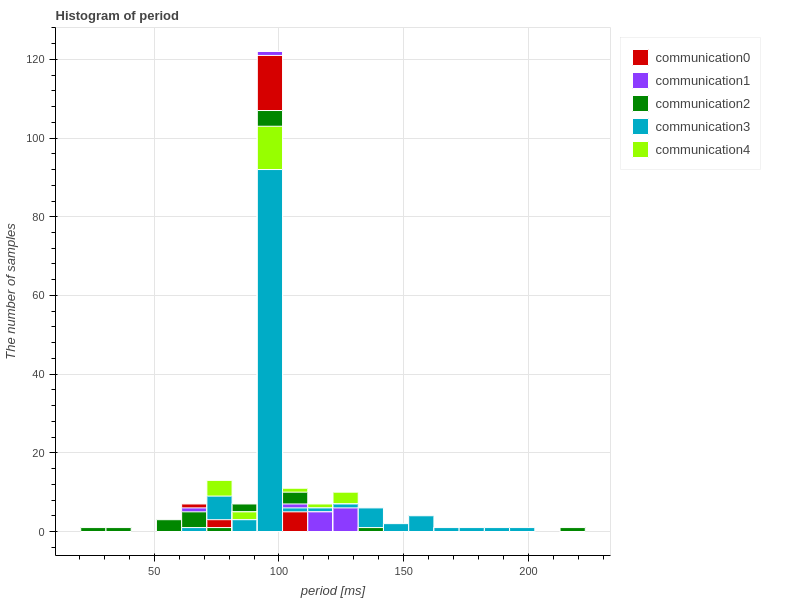 Histogram of period
The number of samples
120
100
80
60
40
20
0
50
100
150
200
period [ms]
communication0
communication1
communication2
communication3
communication4